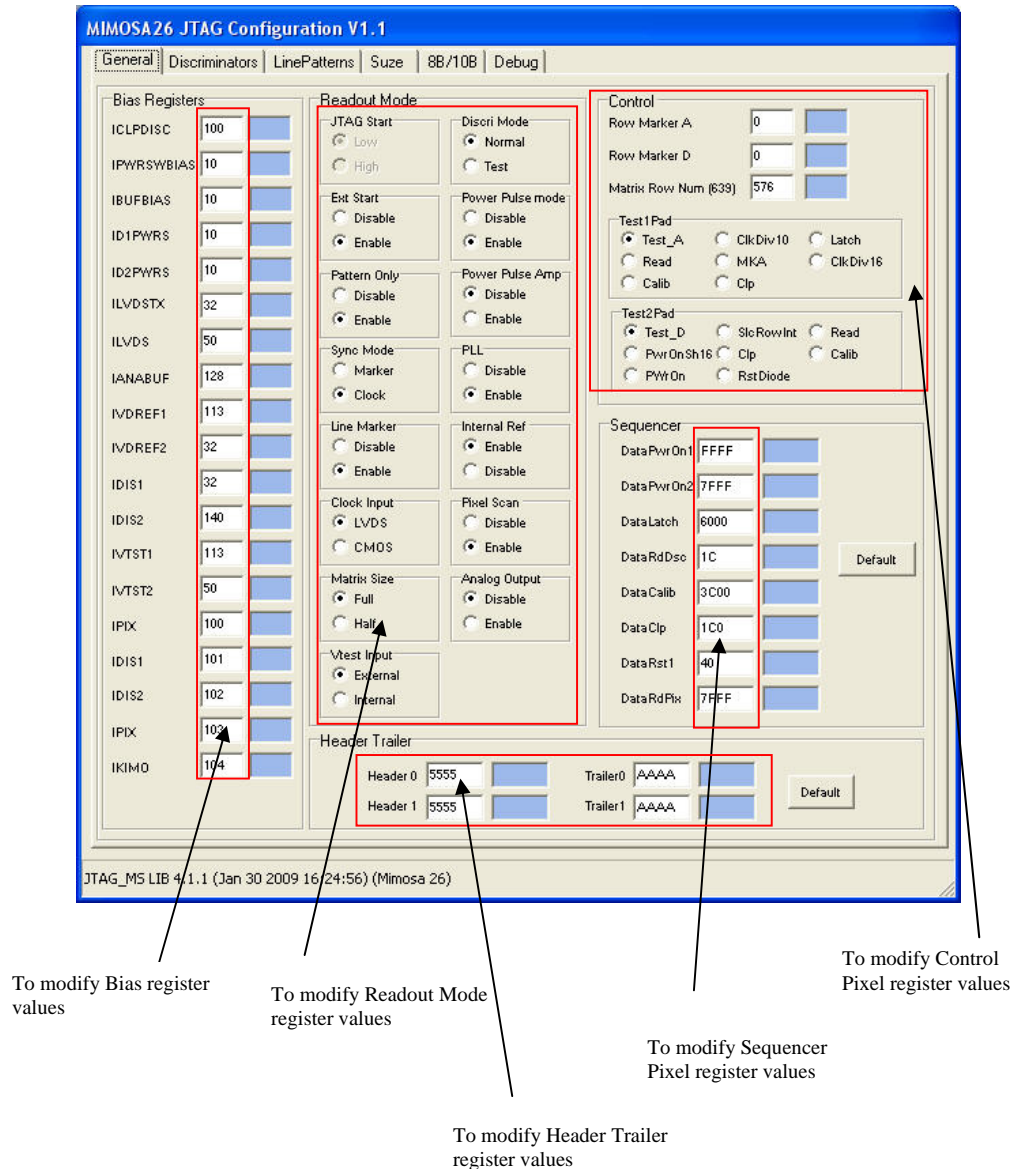 MIMOSA26 JTAG Configuration V1.1
General Discriminators LinePatterns Suze 8B/10B Debug
Bias Registers
ICLPDISC 100
IPWRSWBIAS 10
IBUFBIAS 10
ID1PWRS 10
ID2PWRS 10
ILVDSTX 32
ILVDS 50
IANABUF 128
IVDREF1 113
IVDREF2 32
IDIS1 32
IDIS2 140
IVTST1 113
IVTST2 50
IPIX 100
IDIS1 101
IDIS2 102
IPIX 103
IKIMO 104
Readout Mode
JTAG Start
Low
High
Discri Mode
Normal
Test
Ext Start
Disable
Enable
Power Pulse mode
Disable
Enable
Pattern Only
Disable
Enable
Power Pulse Amp
Disable
Enable
Sync Mode
Marker
Clock
PLL
Disable
Enable
Line Marker
Disable
Enable
Internal Ref
Enable
Disable
Clock Input
LVDS
CMOS
Pixel Scan
Disable
Enable
Matrix Size
Full
Half
Analog Output
Disable
Enable
Vtest Input
External
Internal
Control
Row Marker A 0
Row Marker D 0
Matrix Row Num (639) 576
Test1Pad
Test_A ClkDiv10 Latch
Read MKA ClkDiv16
Calib Clp
Test2Pad
Test_D SlcRowInt Read
PwrOnSh16 Clp Calib
PWrOn RstDiode
Sequencer
DataPwrOn1 FFFF
DataPwrOn2 7FFF
DataLatch 6000
DataRdDsc 1C
DataCalib 3C00
DataClp 1C0
DataRst1 40
DataRdPix 7FFF
Default
Header Trailer
Header 0 5555 Trailer0 AAAA
Header 1 5555 Trailer1 AAAA
Default
JTAG_MS LIB 4.1.1 (Jan 30 2009 16:24:56) (Mimosa 26)
To modify Bias register
values
To modify Readout Mode
register values
To modify Control
Pixel register values
To modify Sequencer
Pixel register values
To modify Header Trailer
register values